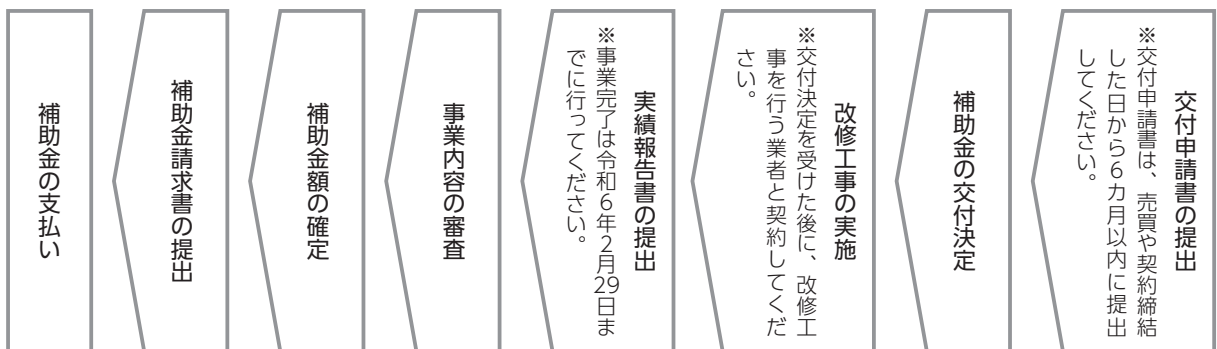 交付申請書の提出
※交付申請書は、売買や契約締結
した日から6カ月以内に提出
してください。
補助金の交付決定
改修工事の実施
※交付決定を受けた後に、改修工
事を行う業者と契約してくだ
さい。
実績報告書の提出
※事業完了は令和6年2月29日ま
でに行ってください。
事業内容の審査
補助金額の確定
補助金請求書の提出
補助金の支払い